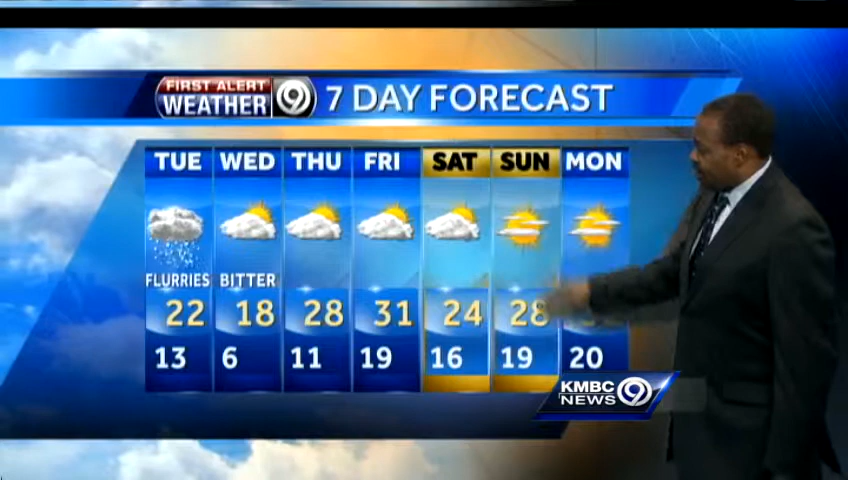 FIRST ALERT
WEATHER 9 7 DAY FORECAST
TUE WED THU FRI SAT SUN MON
FLURRIES BITTER
22 18 28 31 24 28
13 6 11 19 16 19 20
KMBC 9
NEWS